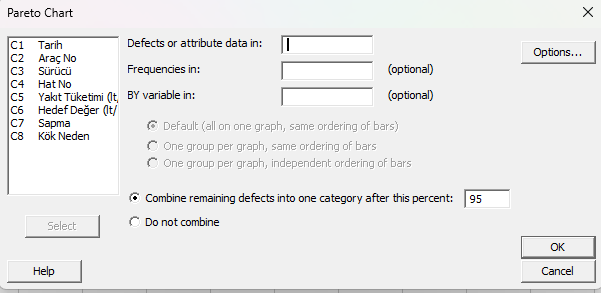 Pareto Chart
C1 Tarih
C2 Araç No
C3 Sürücü
C4 Hat No
C5 Yakıt Tüketimi (lt,
C6 Hedef Değer (lt/
C7 Sapma
C8 Kök Neden
Defects or attribute data in:
Frequencies in: (optional)
BY variable in: (optional)
Default (all on one graph, same ordering of bars)
One group per graph, same ordering of bars
One group per graph, independent ordering of bars
Combine remaining defects into one category after this percent: 95
Do not combine
Options...
Select
Help
OK
Cancel